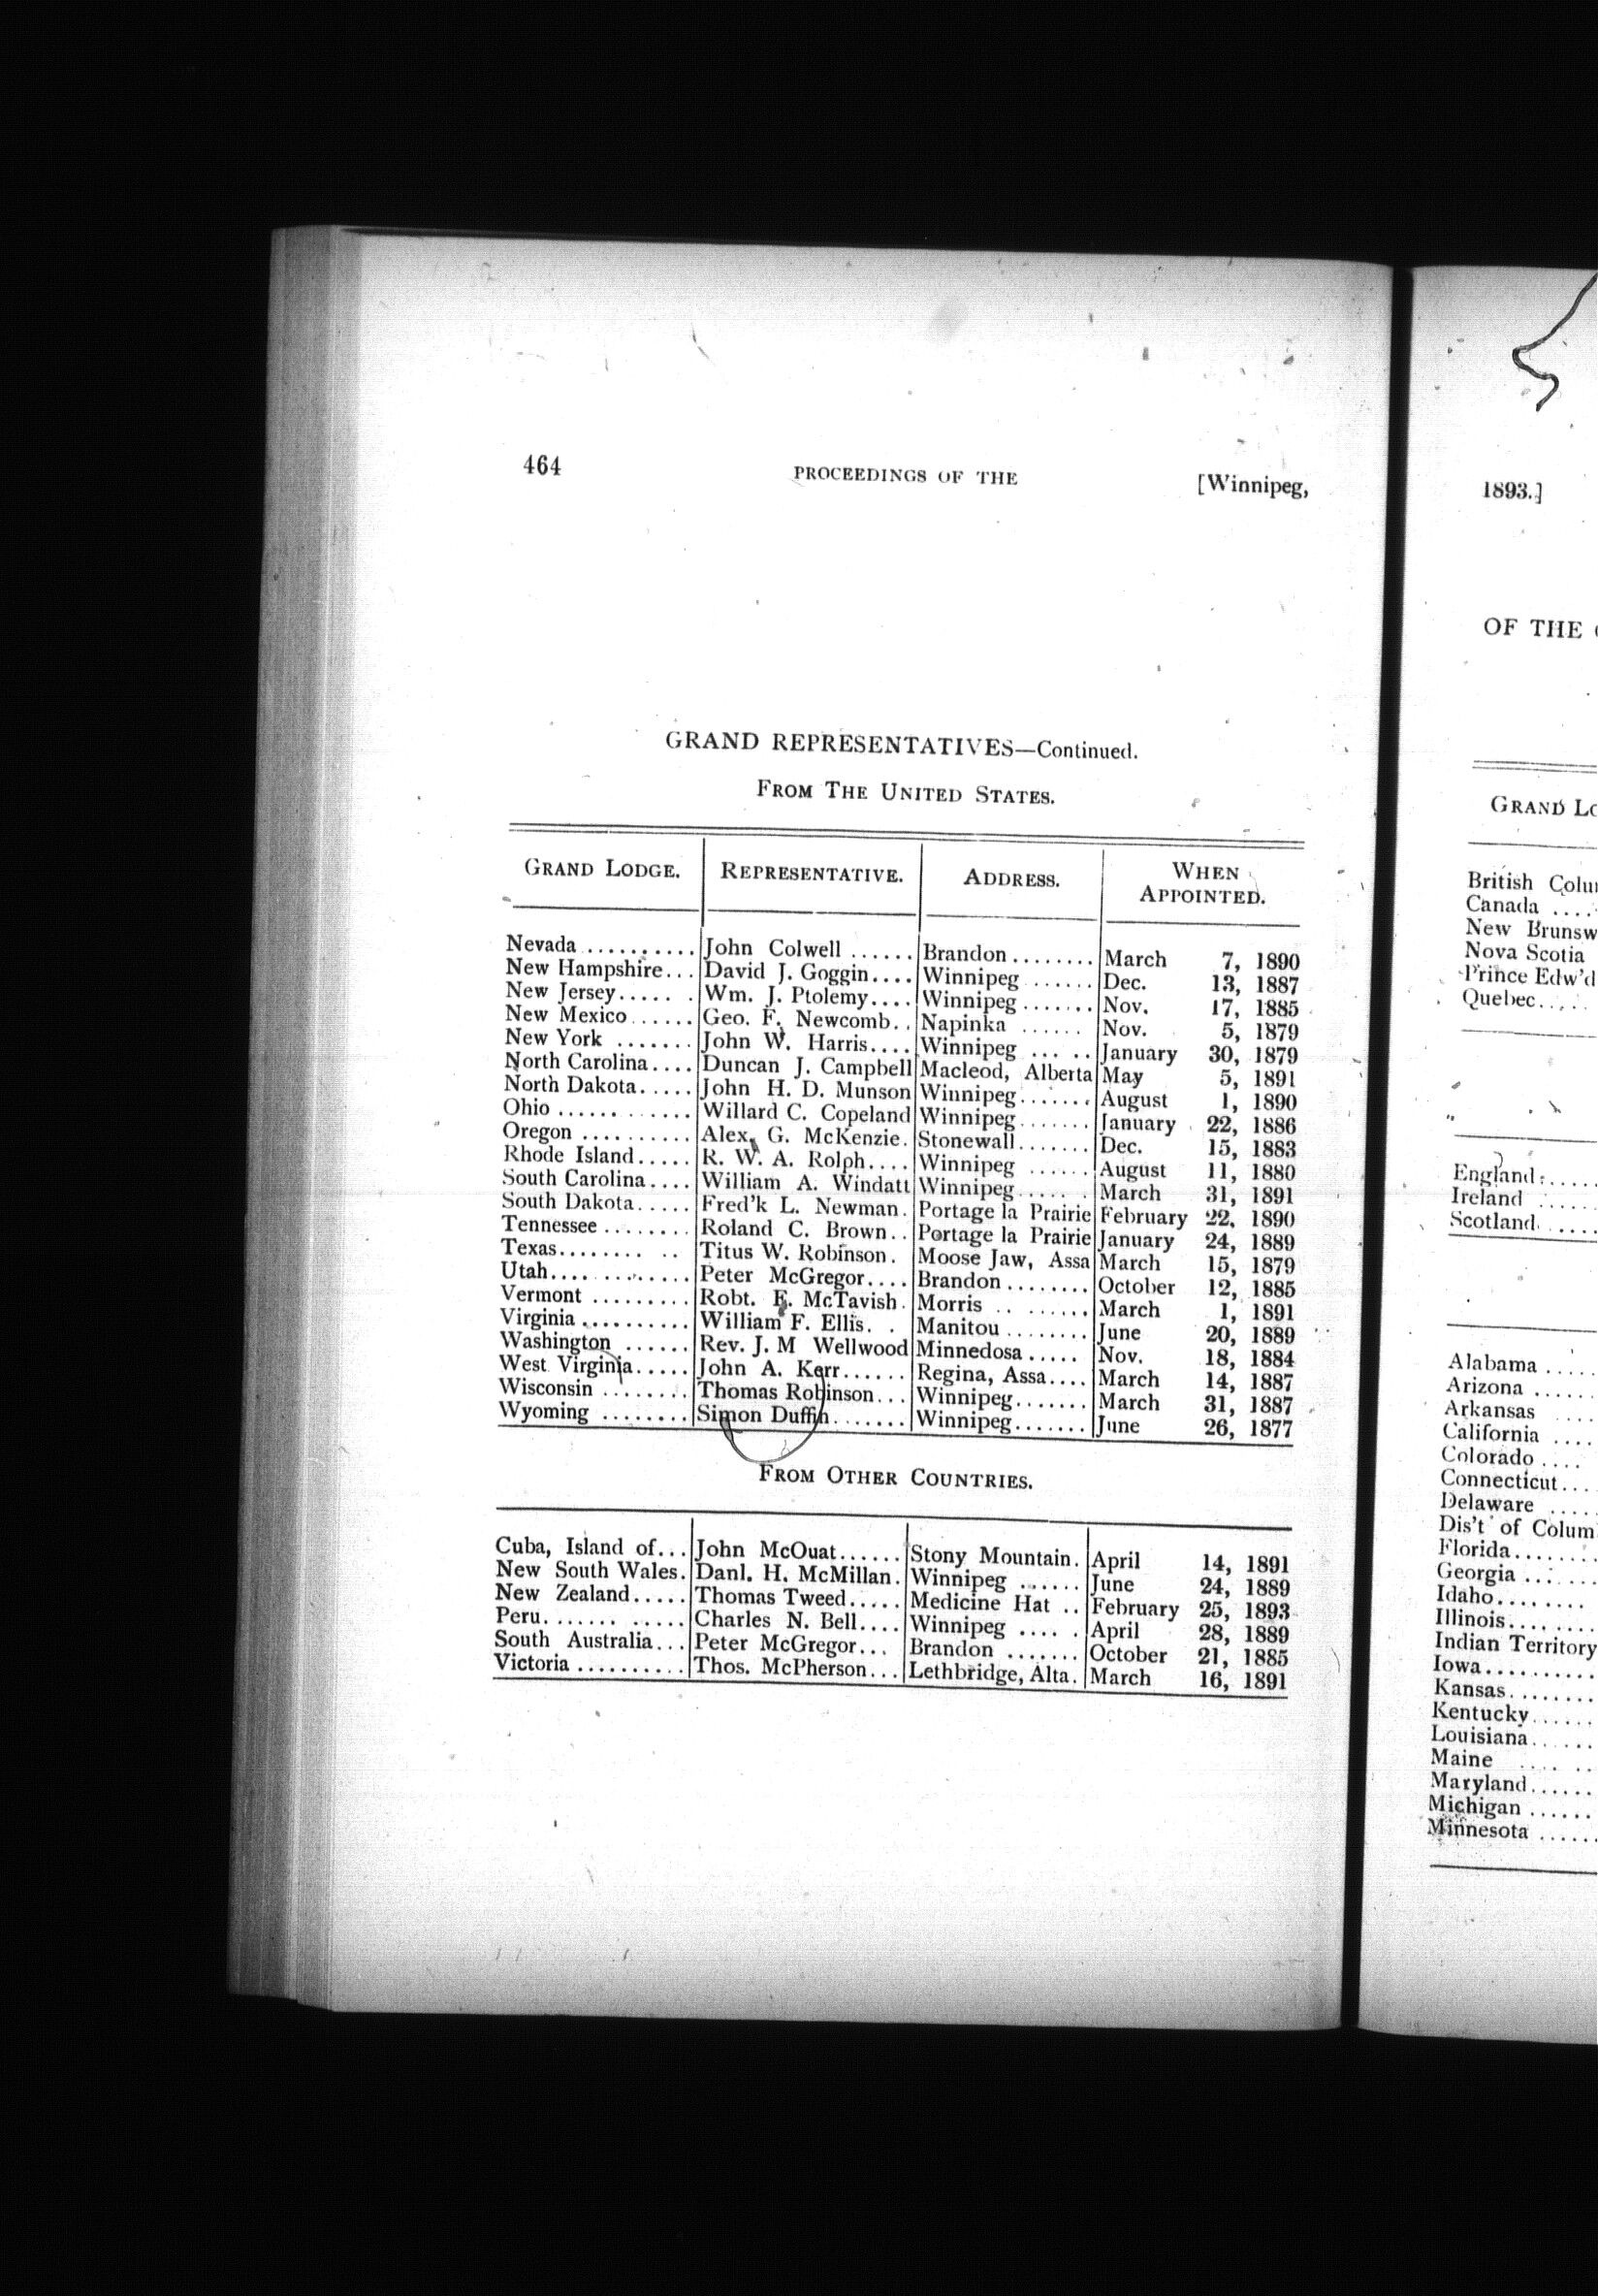 464 PROCEEDINGS OF THE [Winnipeg,
GRAND REPRESENTATIVES—Continued.
FROM THE UNITED STATES.
GRAND LODGE. REPRESENTATIVE. ADDRESS. WHEN APPOINTED.
Nevada .......... John Colwell ...... Brandon ........ March 7, 1890
New Hampshire... David J. Goggin.... Winnipeg ...... Dec. 13, 1887
New Jersey..... . Wm. J. Ptolemy.... Winnipeg ....... Nov. 17, 1885
New Mexico ...... Geo. F. Newcomb.. Napinka ...... Nov. 5, 1879
New York ....... John W. Harris.... Winnipeg ... .. January 30, 1879
North Carolina.... Duncan J. Campbell Macleod, Alberta May 5, 1891
North Dakota..... John H. D. Munson Winnipeg....... August 1, 1890
Ohio ...... ...... Willard C. Copeland Winnipeg....... January 22, 1886
Oregon .......... Alex. G. McKenzie. Stonewall....... Dec. 15, 1883
Rhode Island..... R. W. A. Rolph.... Winnipeg ...... August 11, 1880
South Carolina.... William A. Windatt Winnipeg..... . March 31, 1891
South Dakota..... Fred'k L. Newman. Portage la Prairie February 22, 1890
Tennessee ........ Roland C. Brown.. Portage la Prairie January 24, 1889
Texas........ .. Titus W. Robinson. Moose Jaw, Assa March 15, 1879
Utah............. Peter McGregor.... Brandon ........ October 12, 1885
Vermont ......... Robt. E. McTavish. Morris .. ....... March 1, 1891
Virginia .......... William F. Ellis. . Manitou ........ June 20, 1889
Washington ...... Rev. J. M Wellwood Minnedosa ..... Nov. 18, 1884
West Virginia..... John A. Kerr...... Regina, Assa.... March 14, 1887
Wisconsin ........ Thomas Robinson... Winnipeg....... March 31, 1887
Wyoming ........ Simon Duffin....... Winnipeg....... June 26, 1877
FROM OTHER COUNTRIES.
Cuba, Island of... John McOuat...... Stony Mountain. April 14, 1891
New South Wales. Danl. H. McMillan. Winnipeg ...... June 24, 1889
New Zealand..... Thomas Tweed..... Medicine Hat .. February 25, 1893
Peru....... ..... Charles N. Bell.... Winnipeg .... . April 28, 1889
South Australia... Peter McGregor... Brandon ....... October 21, 1885
Victoria .......... Thos. McPherson... Lethbridge, Alta. March 16, 1891
1893.]
OF THE
GRAND
British
Canada ....
New
Nova Scotia
Prince Edw'd
Quebec.....
England.....
Ireland .....
Scotland. ....
Alabama .....
Arizona ......
Arkansas ....
California ....
Colorado ....
Connecticut...
Delaware .....
Dis't of
Florida........
Georgia .......
Idaho........
Illinois........
Indian Territory
Iowa..........
Kansas........
Kentucky......
Louisiana......
Maine .... ..
Maryland......
Michigan ......
Minnesota ......